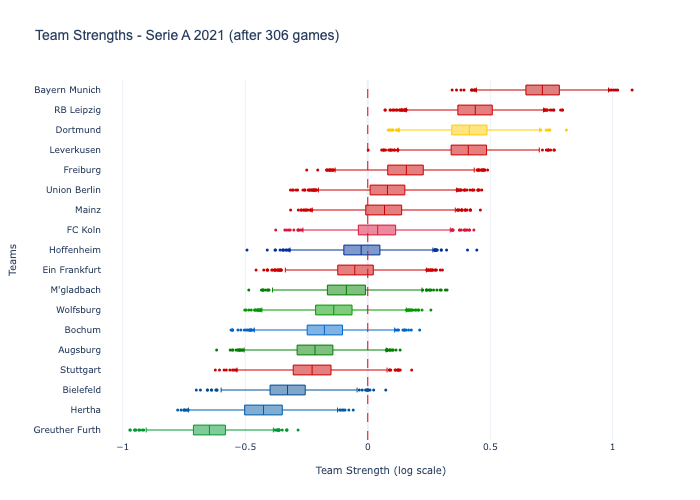 Team Strengths - Serie A 2021 (after 306 games)
Bayern Munich
RB Leipzig
Dortmund
Leverkusen
Freiburg
Union Berlin
Mainz
FC Koln
Hoffenheim
Ein Frankfurt
M'gladbach
Wolfsburg
Bochum
Augsburg
Stuttgart
Bielefeld
Hertha
Greuther Furth
Teams
−1 −0.5 0 0.5 1
Team Strength (log scale)